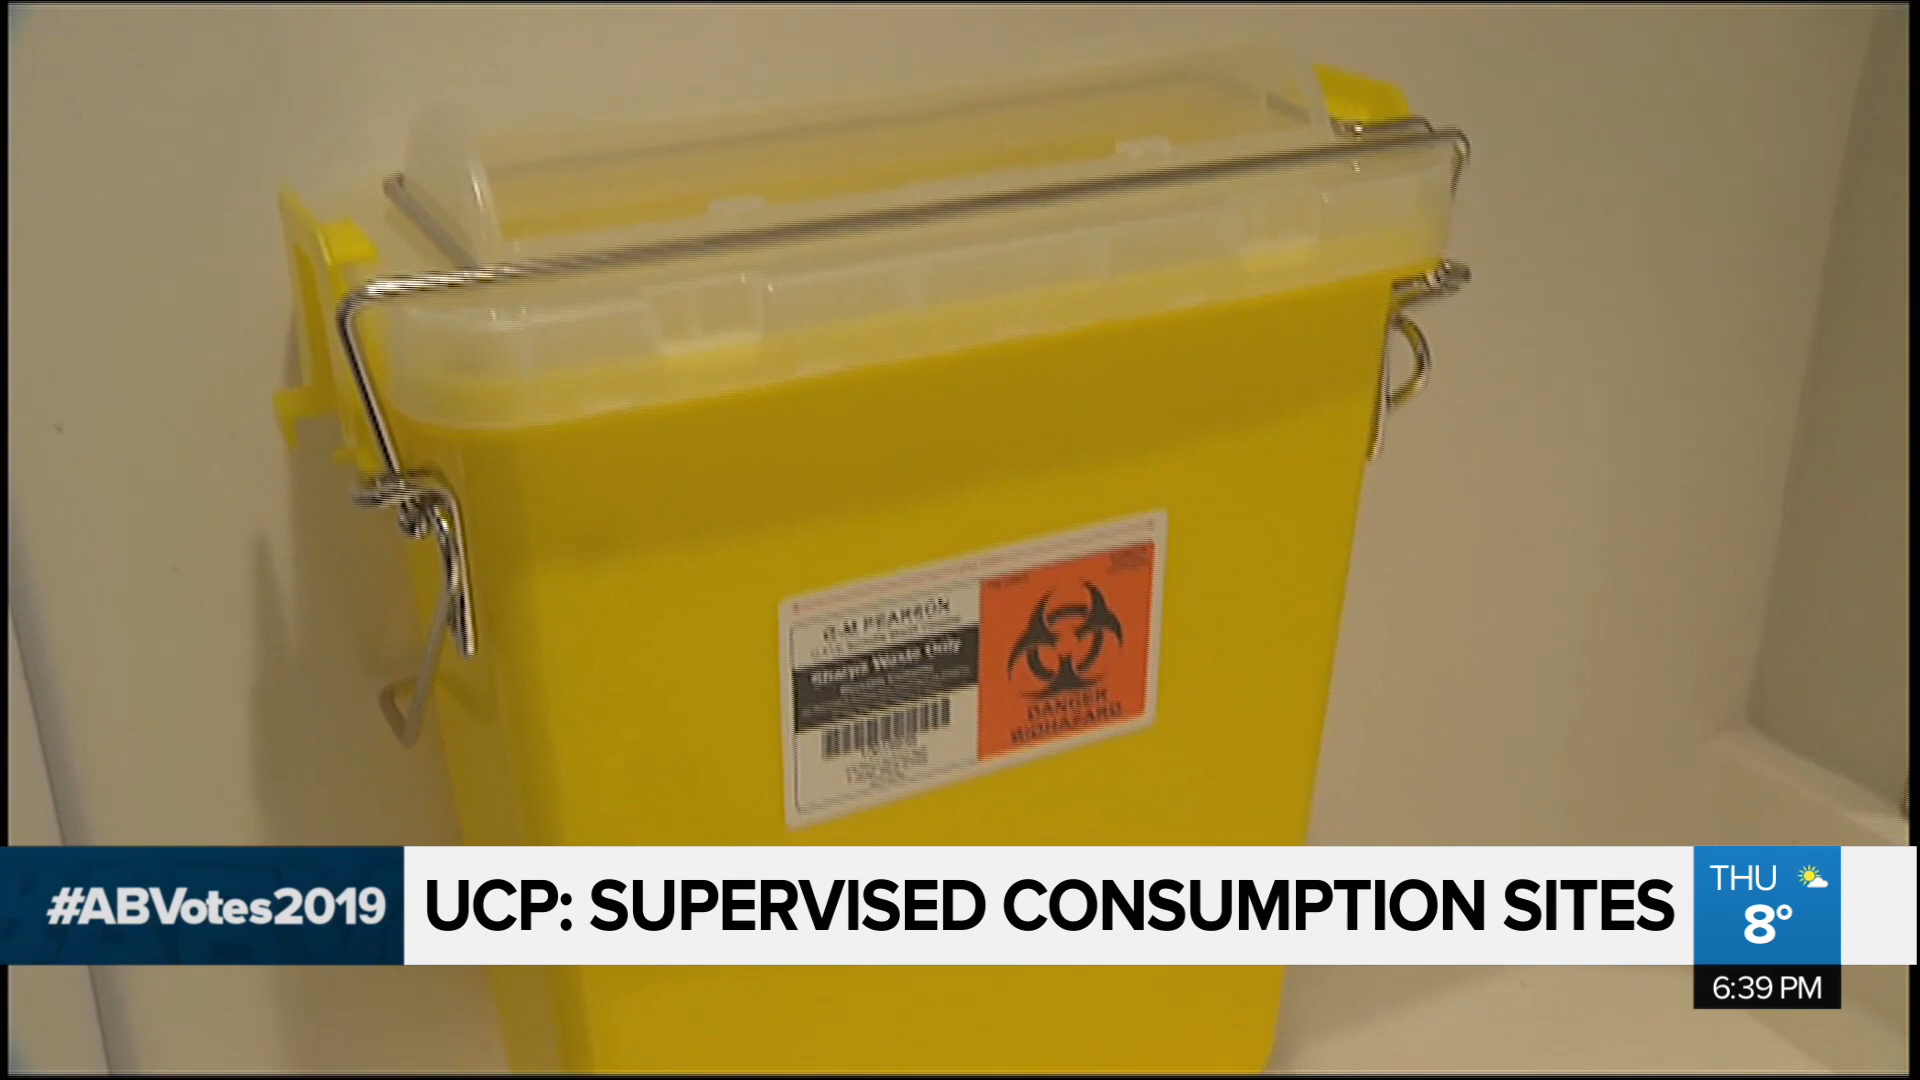 Sharps Waste Only
DANGER
BIOHAZARD
#ABVotes2019
UCP: SUPERVISED CONSUMPTION SITES
THU
8°
6:39 PM